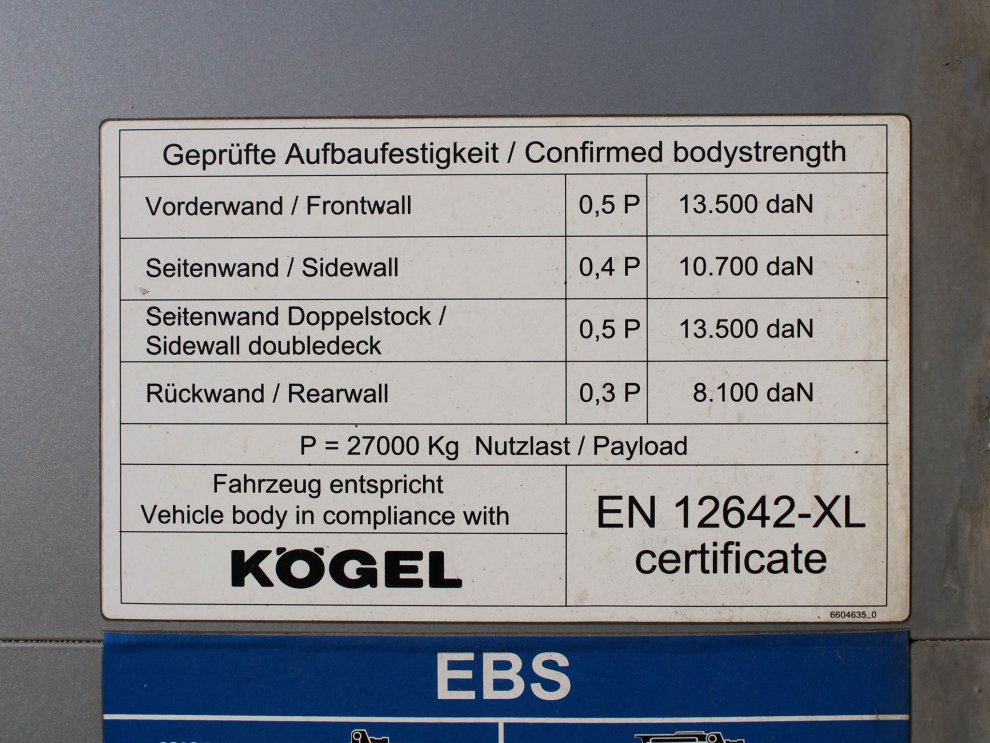 Geprüfte Aufbaufestigkeit / Confirmed bodystrength
Vorderwand / Frontwall 0,5 P 13.500 daN
Seitenwand / Sidewall 0,4 P 10.700 daN
Seitenwand Doppelstock /
Sidewall doubledeck 0,5 P 13.500 daN
Rückwand / Rearwall 0,3 P 8.100 daN
P = 27000 Kg Nutzlast / Payload
Fahrzeug entspricht
Vehicle body in compliance with
KÖGEL
EN 12642-XL
certificate
6604635_0
EBS